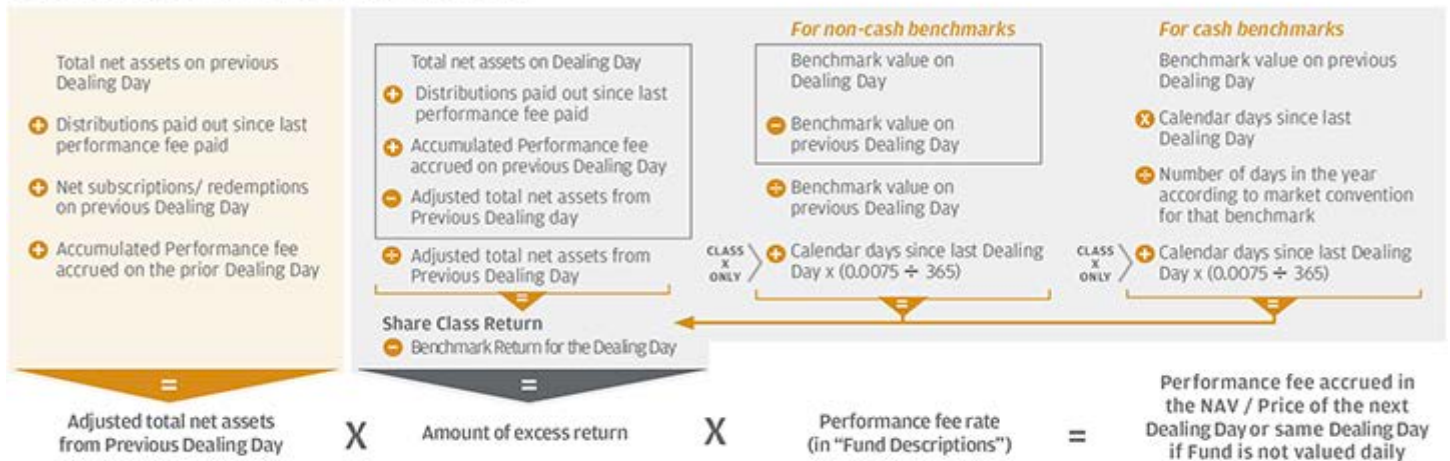 Total net assets on previous
Dealing Day
+ Distributions paid out since last
performance fee paid
+ Net subscriptions/ redemptions
on previous Dealing Day
+ Accumulated Performance fee
accrued on the prior Dealing Day
=
Adjusted total net assets
from Previous Dealing Day
X
Total net assets on Dealing Day
+ Distributions paid out since last
performance fee paid
+ Accumulated Performance fee
accrued on previous Dealing Day
− Adjusted total net assets from
Previous Dealing day
÷ Adjusted total net assets from
Previous Dealing Day
=
Share Class Return
− Benchmark Return for the Dealing Day
=
Amount of excess return
X
For non-cash benchmarks
Benchmark value on
Dealing Day
− Benchmark value on
previous Dealing Day
÷ Benchmark value on
previous Dealing Day
CLASS
X
ONLY
+ Calendar days since last Dealing
Day x (0.0075 ÷ 365)
=
For cash benchmarks
Benchmark value on previous
Dealing Day
x Calendar days since last
Dealing Day
÷ Number of days in the year
according to market convention
for that benchmark
CLASS
X
ONLY
+ Calendar days since last Dealing
Day x (0.0075 ÷ 365)
=
Performance fee rate
(in “Fund Descriptions”)
=
Performance fee accrued in
the NAV / Price of the next
Dealing Day or same Dealing Day
if Fund is not valued daily